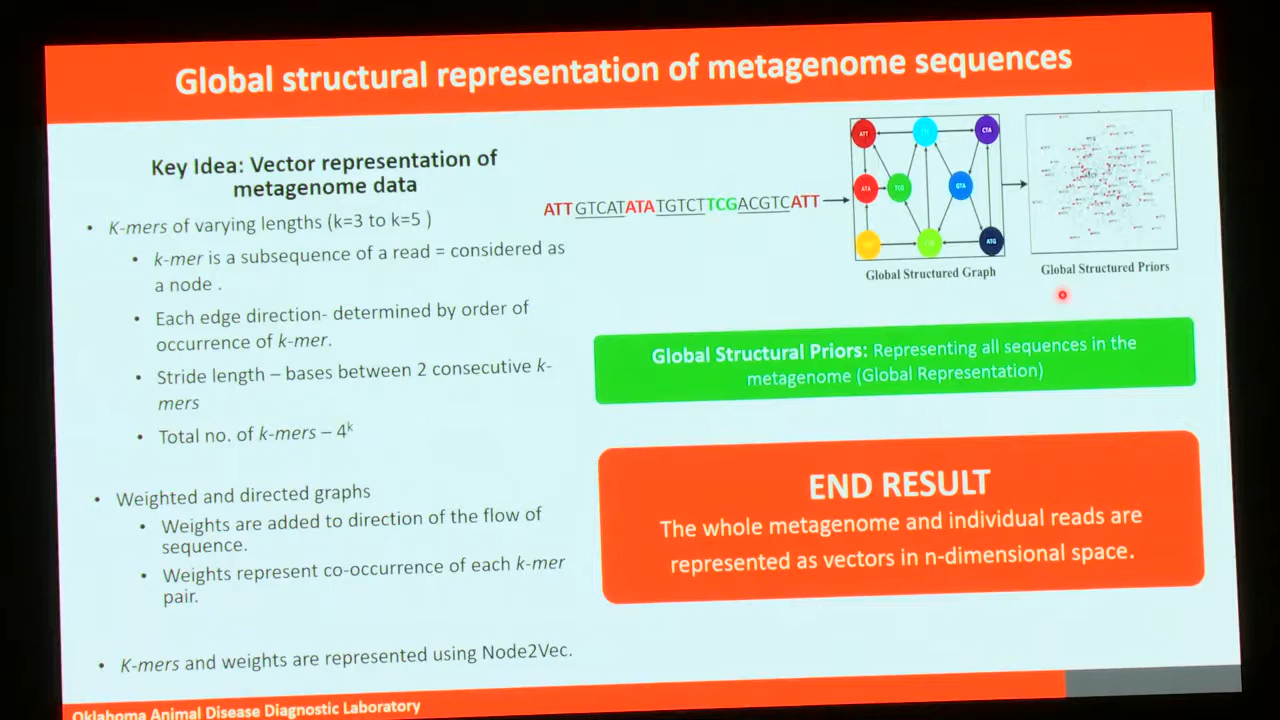 Global structural representation of metagenome sequences
Key Idea: Vector representation of
metagenome data
• K-mers of varying lengths (k=3 to k=5 )
• k-mer is a subsequence of a read = considered as
a node .
• Each edge direction- determined by order of
occurrence of k-mer.
• Stride length – bases between 2 consecutive k-
mers
• Total no. of k-mers – 4k
• Weighted and directed graphs
• Weights are added to direction of the flow of
sequence.
• Weights represent co-occurrence of each k-mer
pair.
• K-mers and weights are represented using Node2Vec.
ATTGTCATATATGTCTTCGACGTCATT
ATT
CTA
ATA
TCG
GTA
ATG
Global Structured Graph
Global Structured Priors
Global Structural Priors: Representing all sequences in the
metagenome (Global Representation)
END RESULT
The whole metagenome and individual reads are
represented as vectors in n-dimensional space.
Oklahoma Animal Disease Diagnostic Laboratory